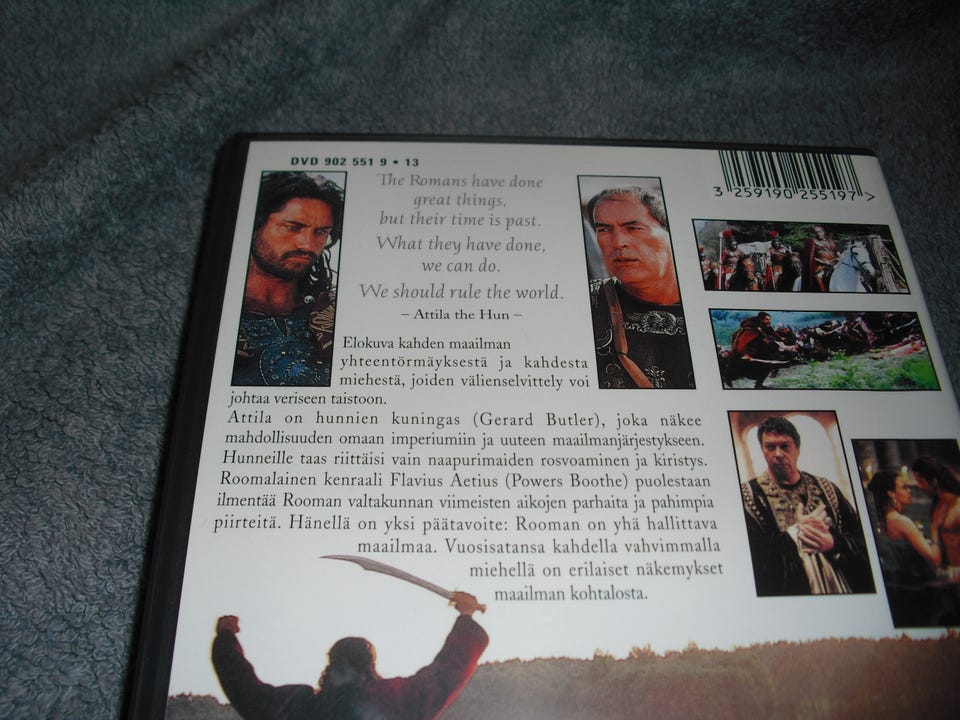 DVD 902 551 9 • 13
3 259190 255197 >
The Romans have done
great things,
but their time is past.
What they have done,
we can do.
We should rule the world.
– Attila the Hun –
Elokuva kahden maailman
yhteentörmäyksestä ja kahdesta
miehestä, joiden välienselvittely voi
johtaa veriseen taistoon.
Attila on hunnien kuningas (Gerard Butler), joka näkee
mahdollisuuden omaan imperiumiin ja uuteen maailmanjärjestykseen.
Hunneille taas riittäisi vain naapurimaiden rosvoaminen ja kiristys.
Roomalainen kenraali Flavius Aetius (Powers Boothe) puolestaan
ilmentää Rooman valtakunnan viimeisten aikojen parhaita ja pahimpia
piirteitä. Hänellä on yksi päätavoite: Rooman on yhä hallittava
maailmaa. Vuosisatansa kahdella vahvimmalla
miehellä on erilaiset näkemykset
maailman kohtalosta.